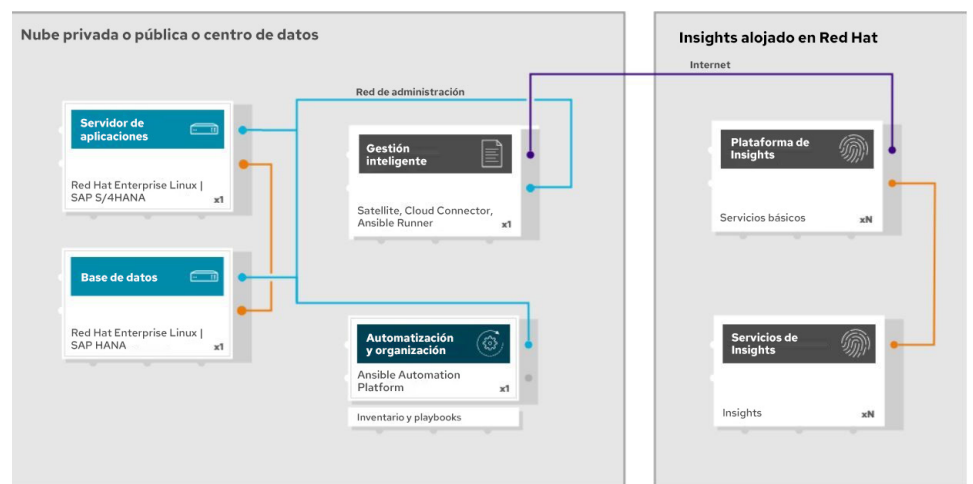 Nube privada o pública o centro de datos
Insights alojado en Red Hat
Internet
Red de administración
Servidor de
aplicaciones
Red Hat Enterprise Linux |
SAP S/4HANA
x1
Gestión
inteligente
Satellite, Cloud Connector,
Ansible Runner
x1
Plataforma de
Insights
Servicios básicos
xN
Base de datos
Red Hat Enterprise Linux |
SAP HANA
x1
Automatización
y organización
Ansible Automation
Platform
x1
Inventario y playbooks
Servicios de
Insights
Insights
xN